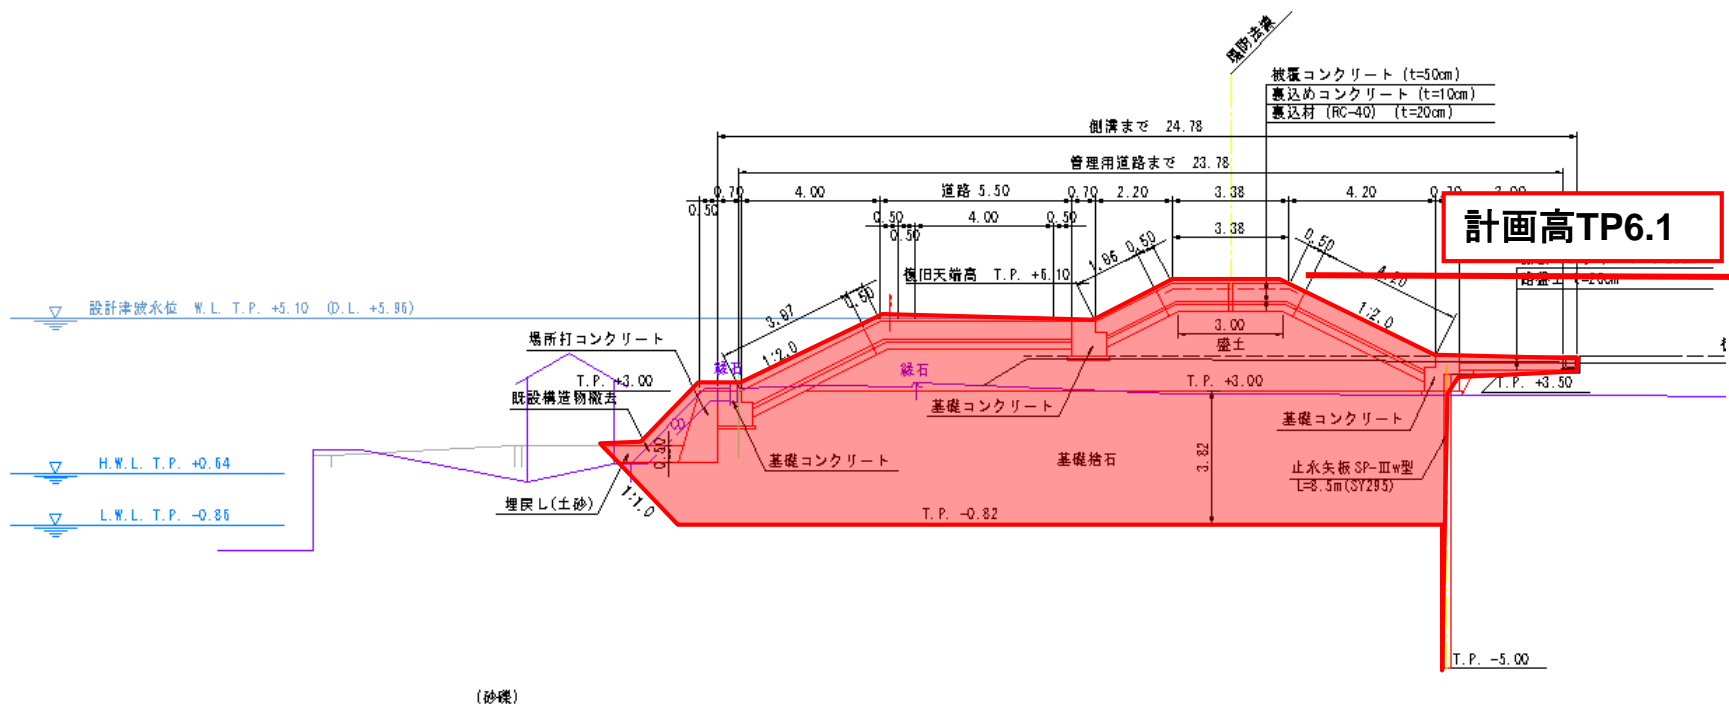 堤防法線
被覆コンクリート (t=50cm)
裏込めコンクリート (t=10cm)
裏込材 (RC-40) (t=20cm)
側溝まで 24.78
管理用道路まで 23.78
0.70
4.00
道路 5.50
0.70
2.20
3.38
4.20
0.50
0.50
4.00
0.50
0.50
3.38
計画高TP6.1
1.86
0.50
0.50
4.20
復旧天端高 T.P. +6.10
設計津波水位 W.L. T.P. +5.10 (D.L. +5.96)
3.87
0.50
1:2.0
1:2.0
3.00
盛土
場所打コンクリート
縁石
縁石
T.P. +3.00
T.P. +3.00
T.P. +3.50
既設構造物撤去
基礎コンクリート
基礎コンクリート
0.50
3.82
基礎コンクリート
基礎捨石
止水矢板 SP-Ⅲw型
L=8.5m(SY295)
H.W.L. T.P. +0.64
埋戻し(土砂)
1:1.0
L.W.L. T.P. -0.86
T.P. -0.82
T.P. -5.00
(砂礫)